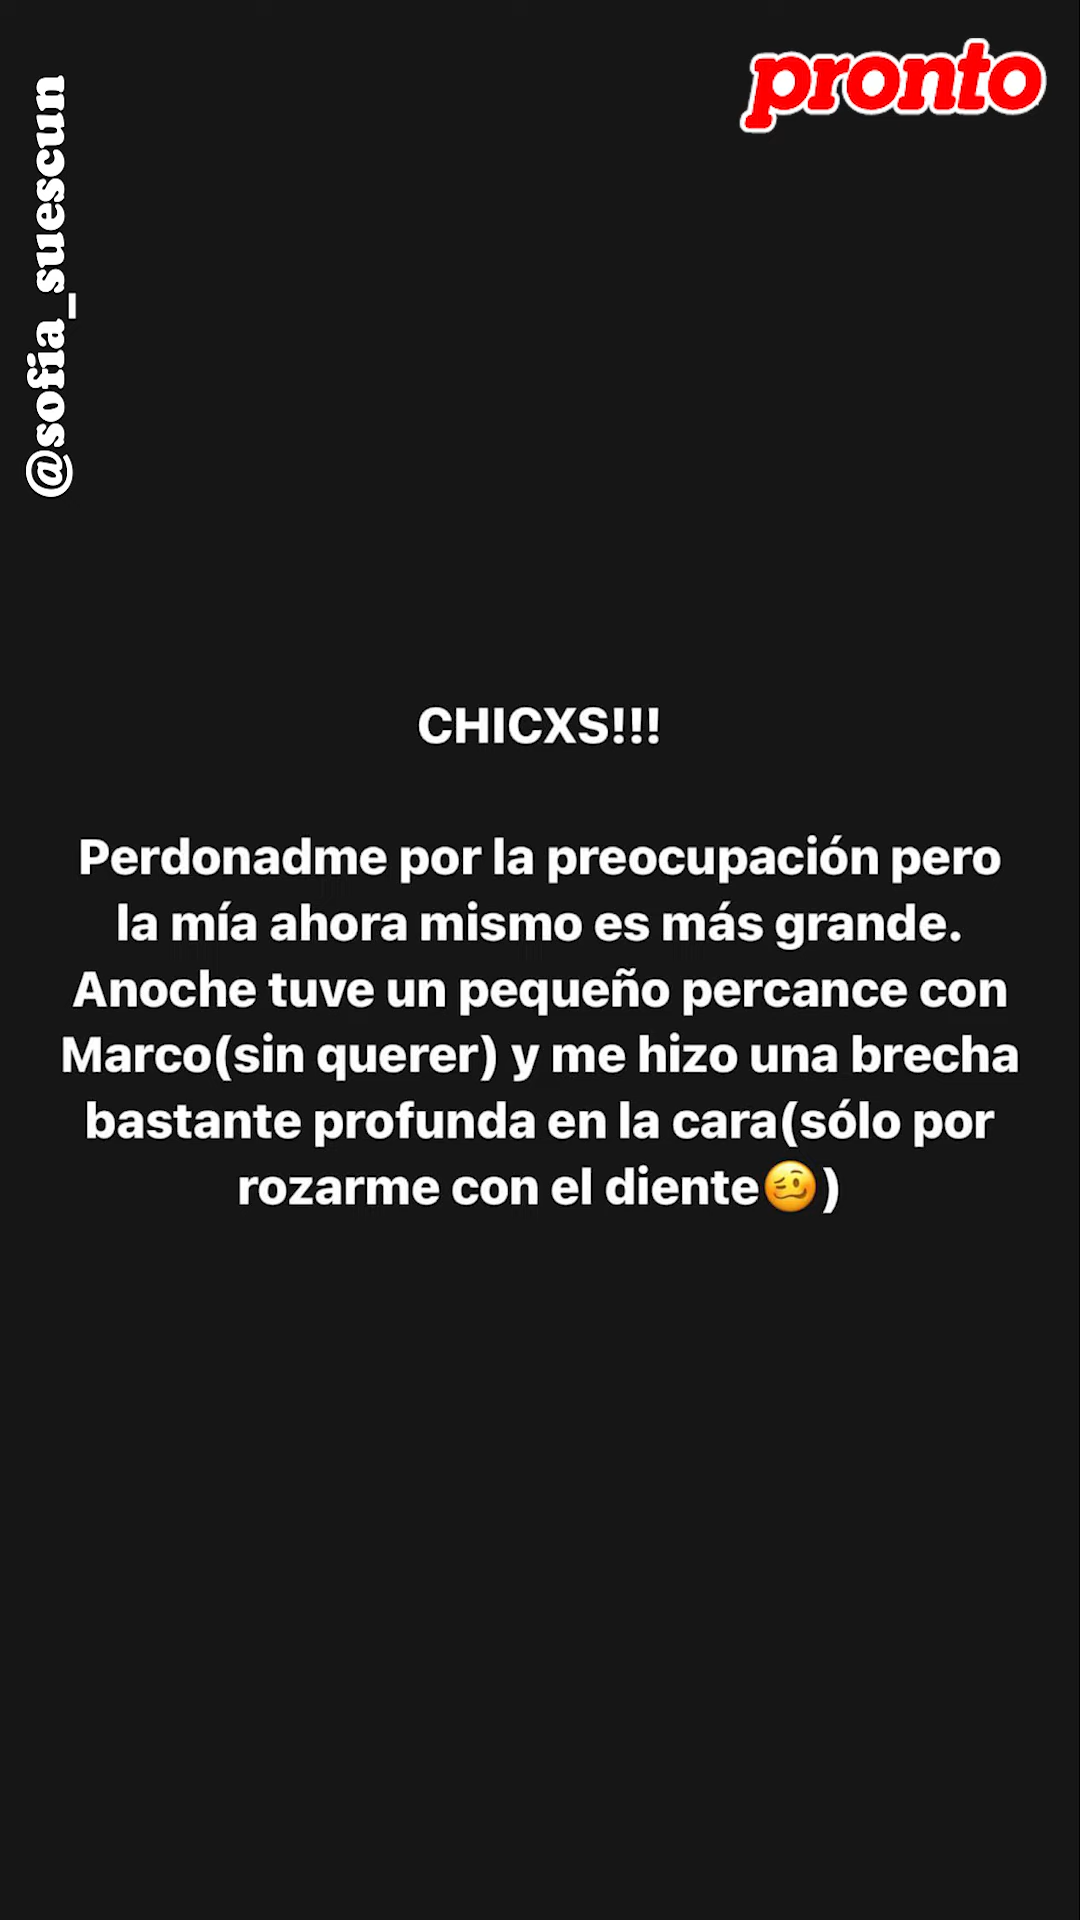 pronto
@sofia_suescun
CHICXS!!!
Perdonadme por la preocupación pero
la mía ahora mismo es más grande.
Anoche tuve un pequeño percance con
Marco(sin querer) y me hizo una brecha
bastante profunda en la cara(sólo por
rozarme con el diente🥴)